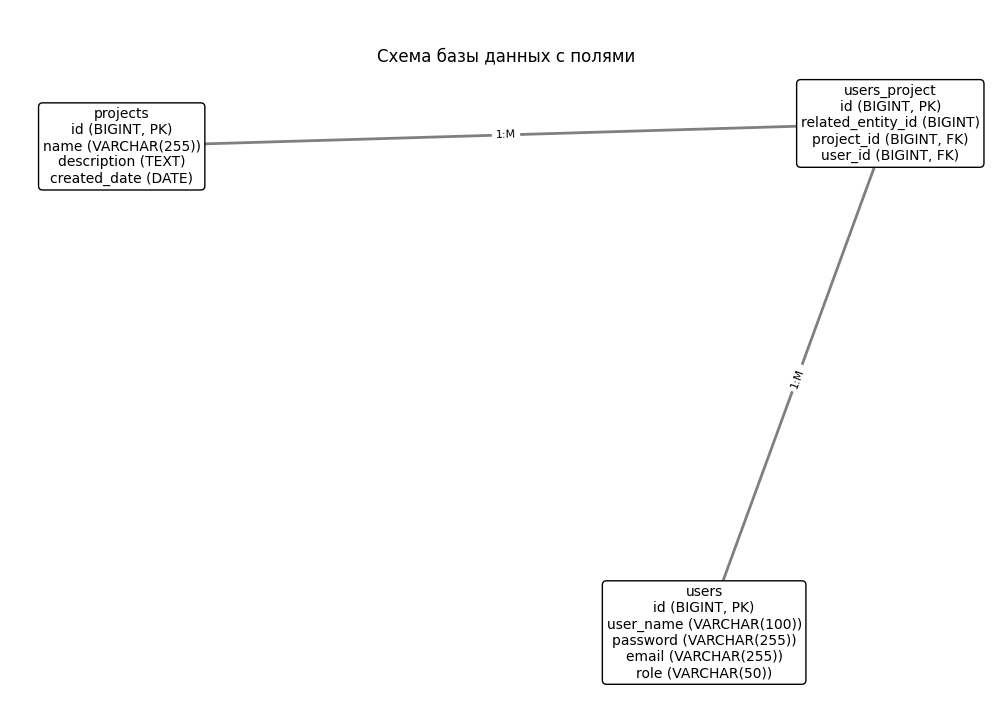 Схема базы данных с полями
projects
id (BIGINT, PK)
name (VARCHAR(255))
description (TEXT)
created_date (DATE)
1:M
users_project
id (BIGINT, PK)
related_entity_id (BIGINT)
project_id (BIGINT, FK)
user_id (BIGINT, FK)
1:M
users
id (BIGINT, PK)
user_name (VARCHAR(100))
password (VARCHAR(255))
email (VARCHAR(255))
role (VARCHAR(50))